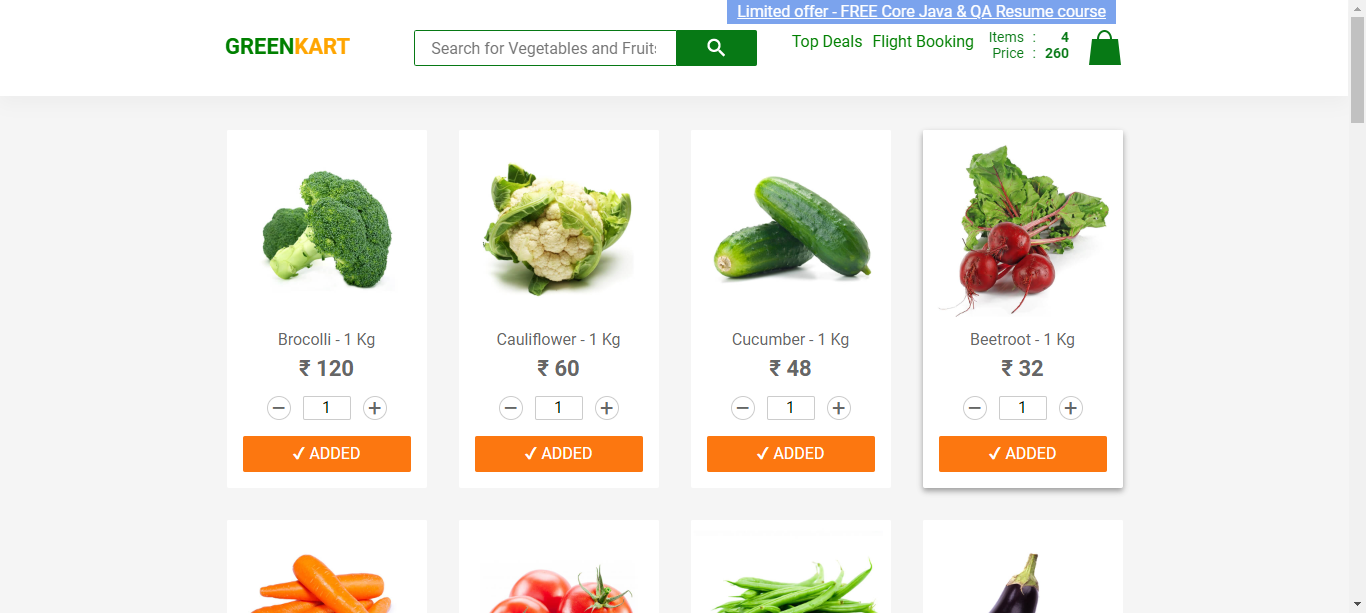 Limited offer - FREE Core Java & QA Resume course
GREENKART
Search for Vegetables and Fruit
Top Deals Flight Booking
Items : 4
Price : 260
Brocolli - 1 Kg
₹ 120
− 1 +
✓ ADDED
Cauliflower - 1 Kg
₹ 60
− 1 +
✓ ADDED
Cucumber - 1 Kg
₹ 48
− 1 +
✓ ADDED
Beetroot - 1 Kg
₹ 32
− 1 +
✓ ADDED